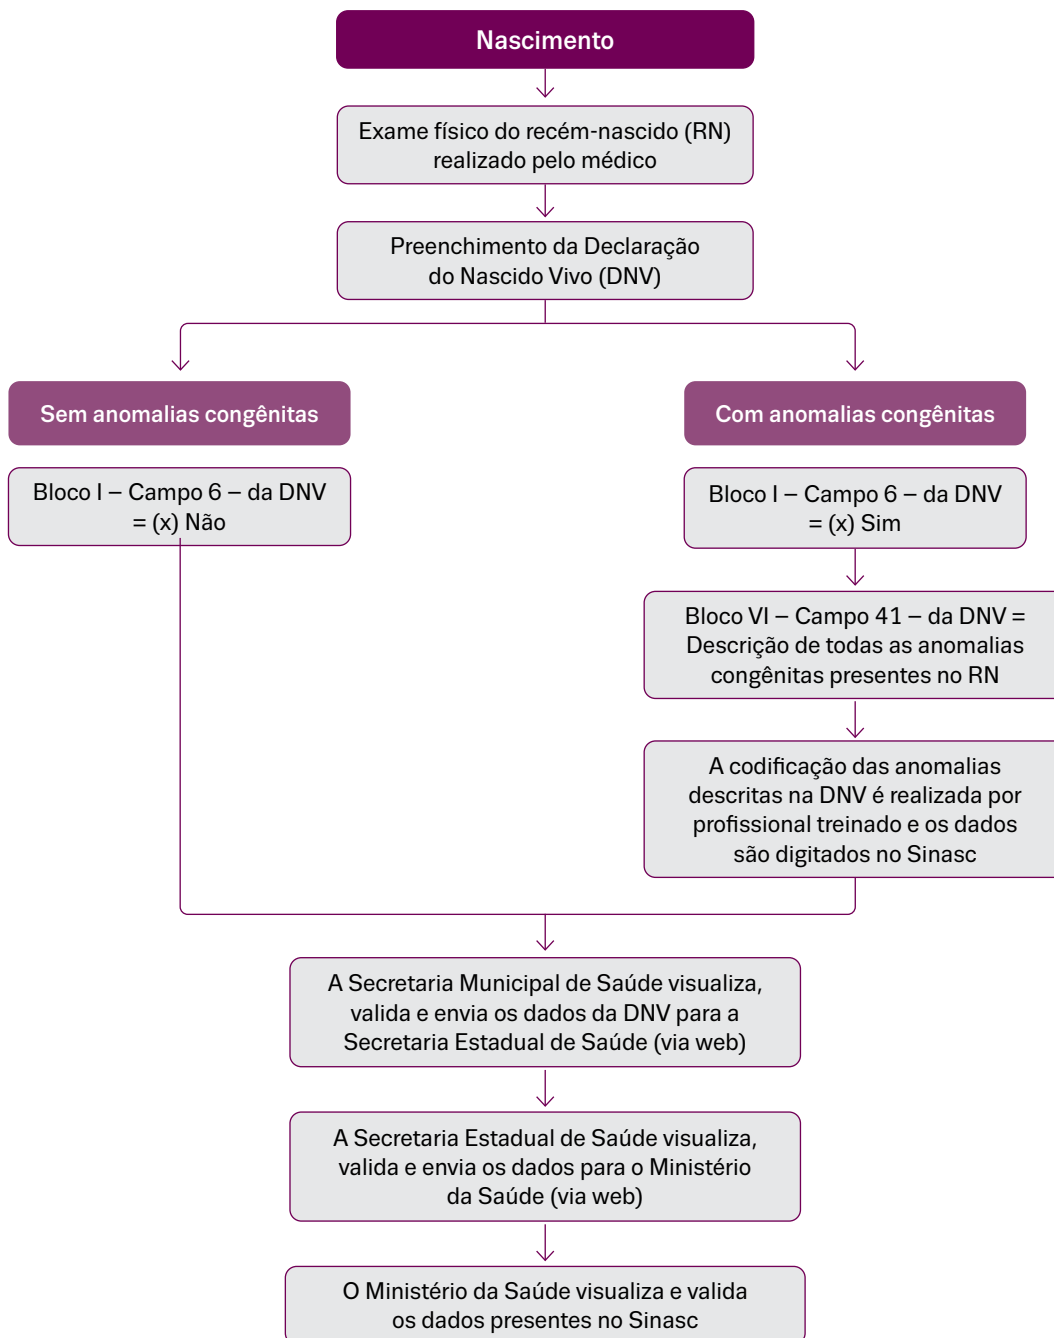 Nascimento
Exame físico do recém-nascido (RN)
realizado pelo médico
Preenchimento da Declaração
do Nascido Vivo (DNV)
Sem anomalias congênitas
Bloco I – Campo 6 – da DNV
= (x) Não
Com anomalias congênitas
Bloco I – Campo 6 – da DNV
= (x) Sim
Bloco VI – Campo 41 – da DNV =
Descrição de todas as anomalias
congênitas presentes no RN
A codificação das anomalias
descritas na DNV é realizada por
profissional treinado e os dados
são digitados no Sinasc
A Secretaria Municipal de Saúde visualiza,
valida e envia os dados da DNV para a
Secretaria Estadual de Saúde (via web)
A Secretaria Estadual de Saúde visualiza,
valida e envia os dados para o Ministério
da Saúde (via web)
O Ministério da Saúde visualiza e valida
os dados presentes no Sinasc